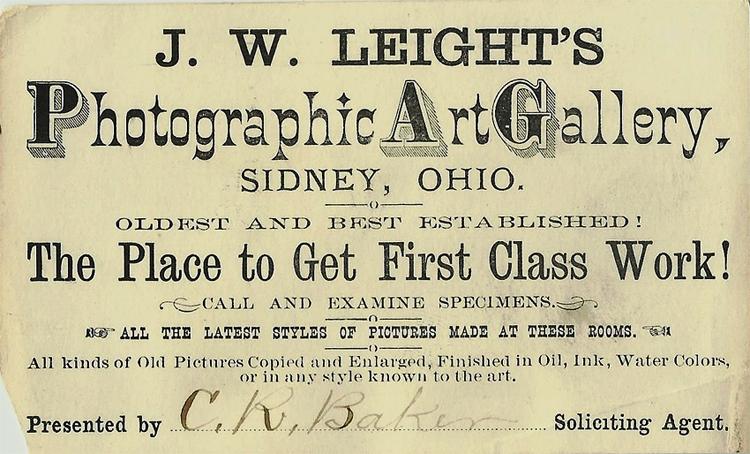 J. W. LEIGHT'S
Photographic Art Gallery,
SIDNEY, OHIO.
OLDEST AND BEST ESTABLISHED!
The Place to Get First Class Work!
CALL AND EXAMINE SPECIMENS.
ALL THE LATEST STYLES OF PICTURES MADE AT THESE ROOMS.
All kinds of Old Pictures Copied and Enlarged, Finished in Oil, Ink, Water Colors,
or in any style known to the art.
Presented by C. R. Baker Soliciting Agent.